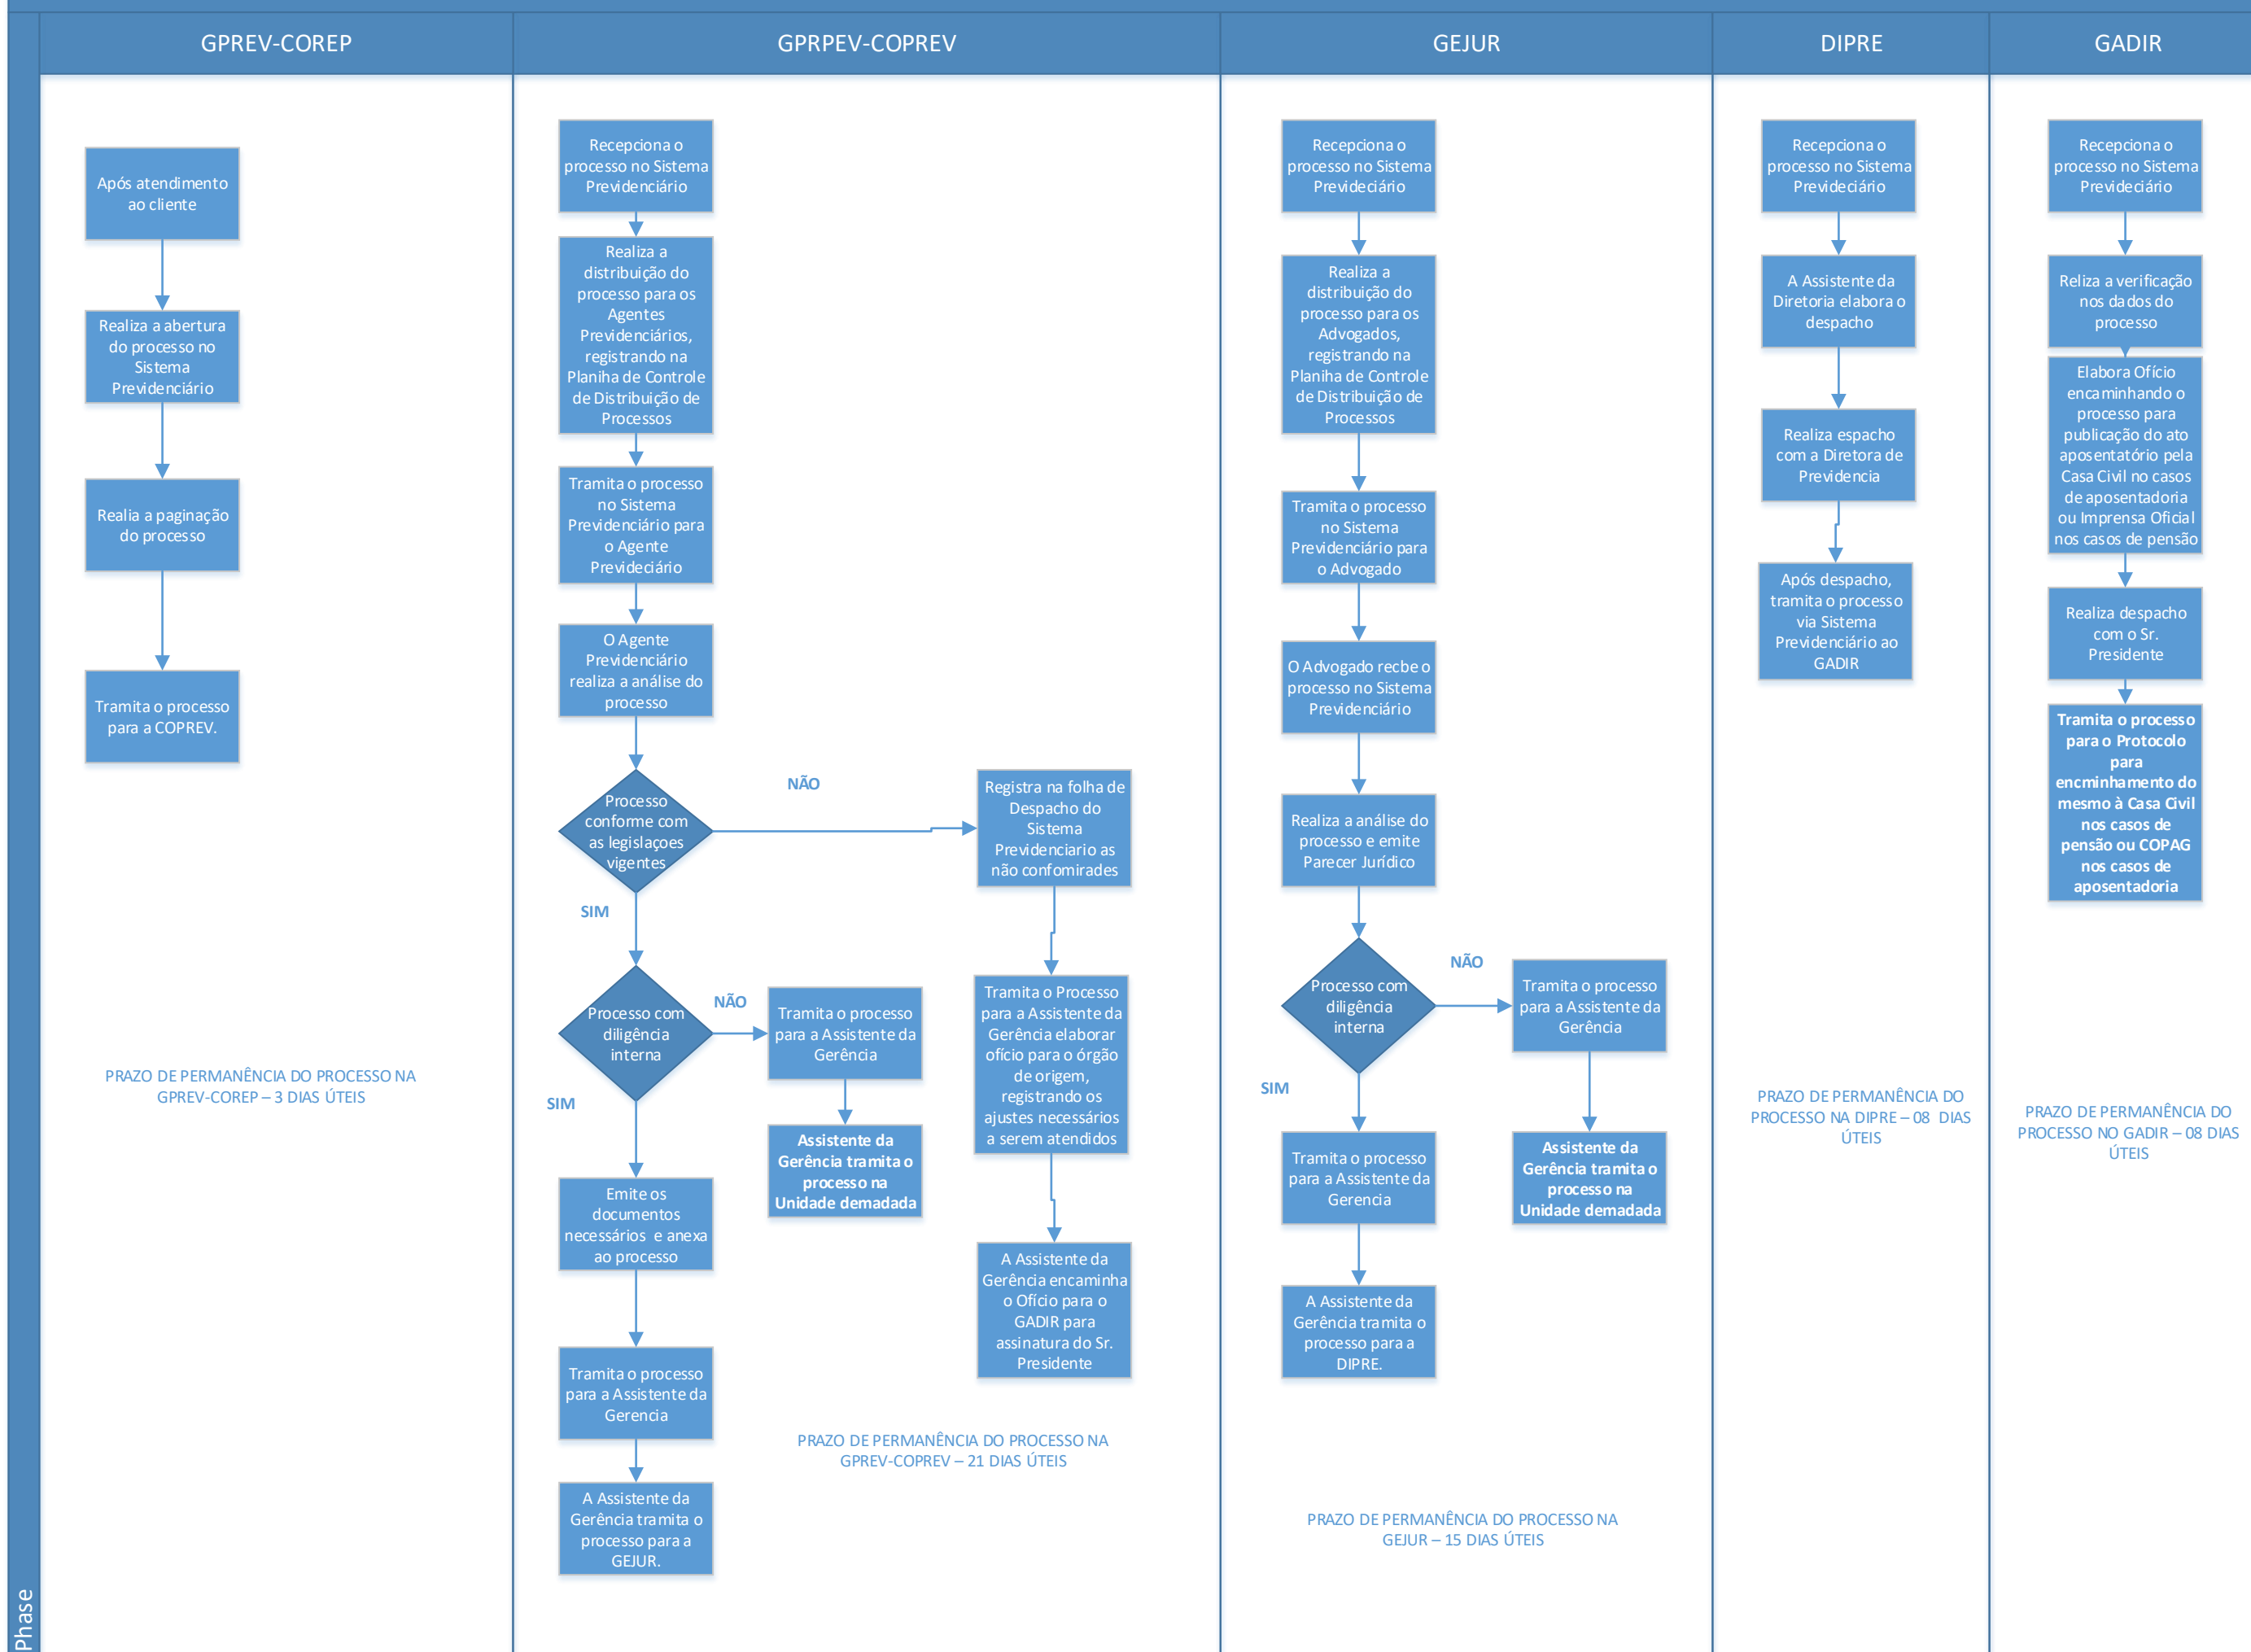 GPREV-COREP
GPRPEV-COPREV
GEJUR
DIPRE
GADIR
Phase
Após atendimento
ao cliente
Realiza a abertura
do processo no
Sistema
Previdenciário
Realia a paginação
do processo
Tramita o processo
para a COPREV.
PRAZO DE PERMANÊNCIA DO PROCESSO NA
GPREV-COREP – 3 DIAS ÚTEIS
Recepciona o
processo no Sistema
Previdenciário
Realiza a
distribuição do
processo para os
Agentes
Previdenciários,
registrando na
Planiha de Controle
de Distribuição de
Processos
Tramita o processo
no Sistema
Previdenciário para
o Agente
Prevideciário
O Agente
Previdenciário
realiza a análise do
processo
Processo
conforme com
as legislaçoes
vigentes
NÃO
SIM
Registra na folha de
Despacho do
Sistema
Previdenciario as
não confomirades
Tramita o Processo
para a Assistente da
Gerência elaborar
ofício para o órgão
de origem,
registrando os
ajustes necessários
a serem atendidos
A Assistente da
Gerência encaminha
o Ofício para o
GADIR para
assinatura do Sr.
Presidente
Processo com
diligência
interna
NÃO
SIM
Tramita o processo
para a Assistente da
Gerência
Assistente da
Gerência tramita o
processo na
Unidade demadada
Emite os
documentos
necessários e anexa
ao processo
Tramita o processo
para a Assistente da
Gerencia
A Assistente da
Gerência tramita o
processo para a
GEJUR.
PRAZO DE PERMANÊNCIA DO PROCESSO NA
GPREV-COPREV – 21 DIAS ÚTEIS
Recepciona o
processo no Sistema
Prevideciário
Realiza a
distribuição do
processo para os
Advogados,
registrando na
Planiha de Controle
de Distribuição de
Processos
Tramita o processo
no Sistema
Previdenciário para
o Advogado
O Advogado recbe o
processo no Sistema
Previdenciário
Realiza a análise do
processo e emite
Parecer Jurídico
Processo com
diligência
interna
NÃO
SIM
Tramita o processo
para a Assistente da
Gerência
Assistente da
Gerência tramita o
processo na
Unidade demadada
Tramita o processo
para a Assistente da
Gerencia
A Assistente da
Gerência tramita o
processo para a
DIPRE.
PRAZO DE PERMANÊNCIA DO PROCESSO NA
GEJUR – 15 DIAS ÚTEIS
Recepciona o
processo no Sistema
Prevideciário
A Assistente da
Diretoria elabora o
despacho
Realiza espacho
com a Diretora de
Previdencia
Após despacho,
tramita o processo
via Sistema
Previdenciário ao
GADIR
PRAZO DE PERMANÊNCIA DO
PROCESSO NA DIPRE – 08 DIAS
ÚTEIS
Recepciona o
processo no Sistema
Prevideciário
Reliza a verificação
nos dados do
processo
Elabora Ofício
encaminhando o
processo para
publicação do ato
aposentatório pela
Casa Civil no casos
de aposentadoria
ou Imprensa Oficial
nos casos de pensão
Realiza despacho
com o Sr.
Presidente
Tramita o processo
para o Protocolo
para
encminhamento do
mesmo à Casa Civil
nos casos de
pensão ou COPAG
nos casos de
aposentadoria
PRAZO DE PERMANÊNCIA DO
PROCESSO NO GADIR – 08 DIAS
ÚTEIS